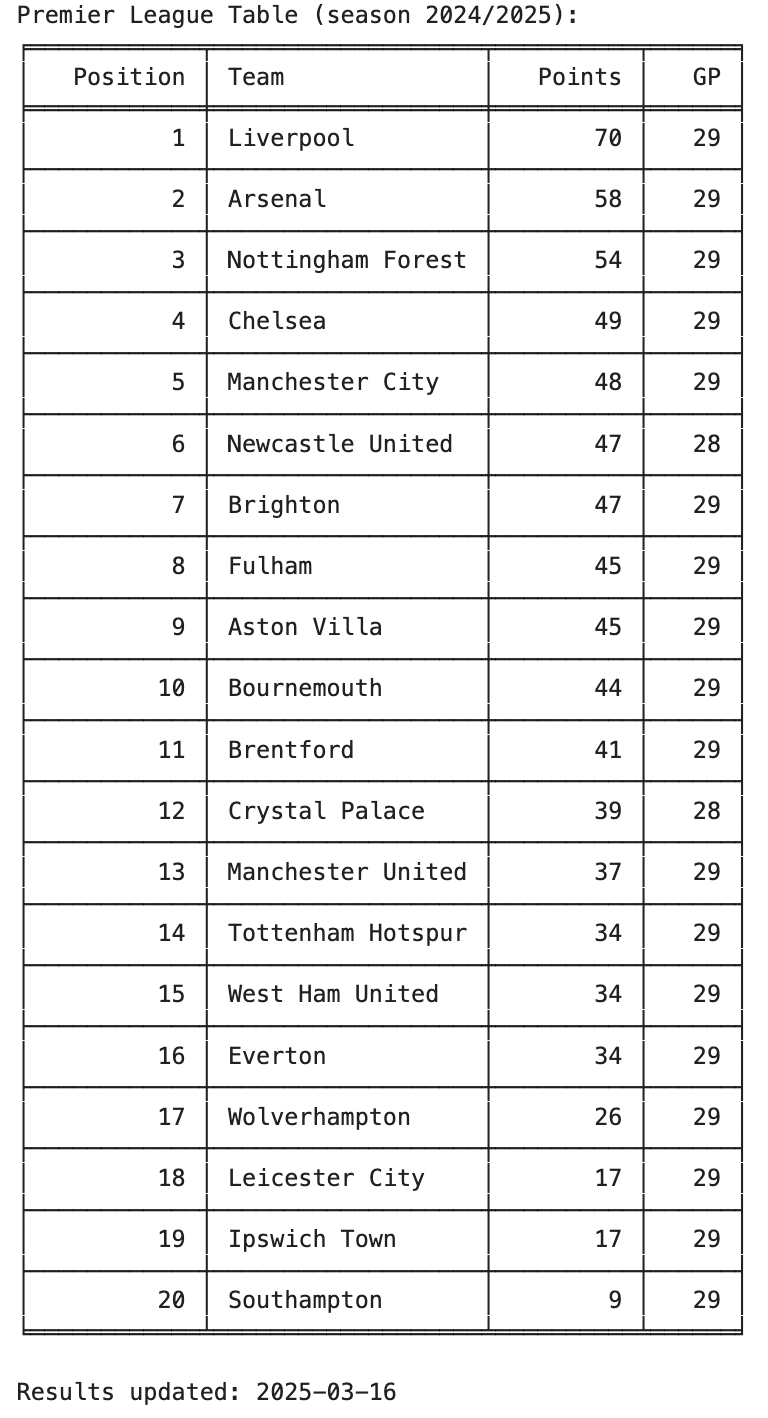 Premier League Table (season 2024/2025):
Position Team Points GP
1 Liverpool 70 29
2 Arsenal 58 29
3 Nottingham Forest 54 29
4 Chelsea 49 29
5 Manchester City 48 29
6 Newcastle United 47 28
7 Brighton 47 29
8 Fulham 45 29
9 Aston Villa 45 29
10 Bournemouth 44 29
11 Brentford 41 29
12 Crystal Palace 39 28
13 Manchester United 37 29
14 Tottenham Hotspur 34 29
15 West Ham United 34 29
16 Everton 34 29
17 Wolverhampton 26 29
18 Leicester City 17 29
19 Ipswich Town 17 29
20 Southampton 9 29
Results updated: 2025-03-16